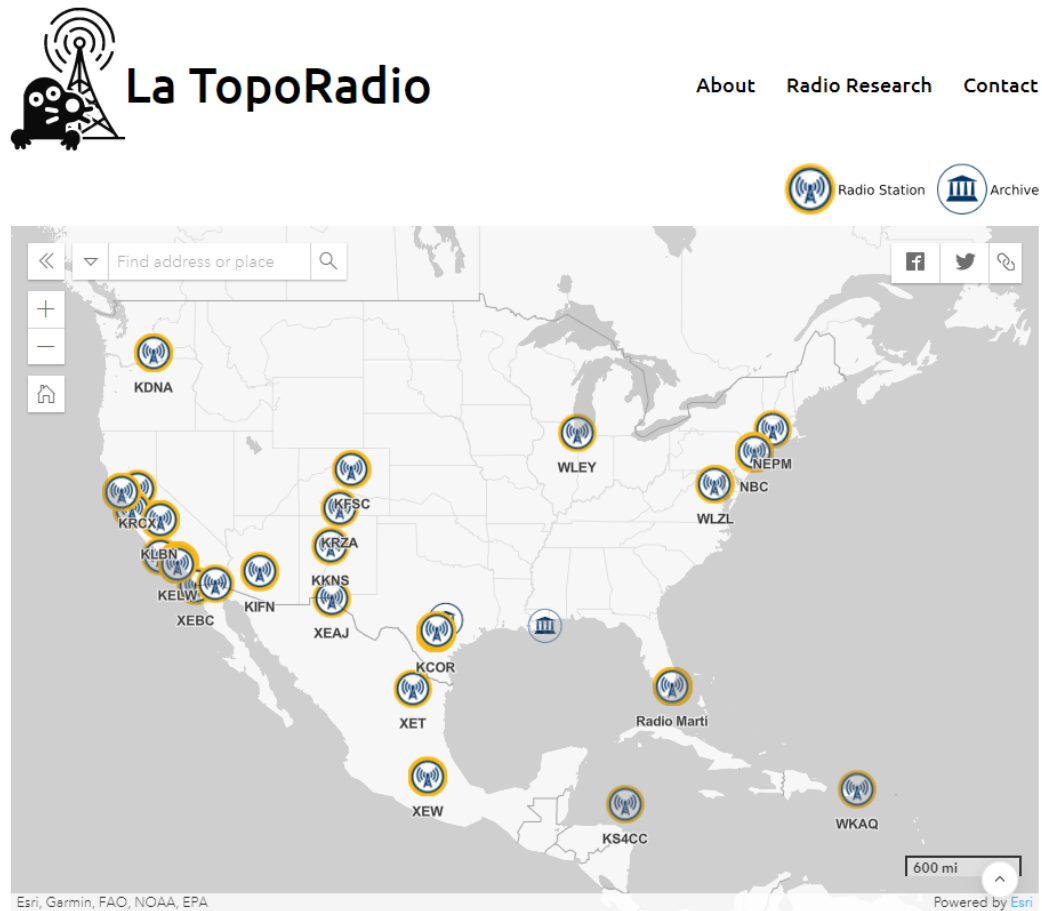 La TopoRadio
About Radio Research Contact
Radio Station Archive
Find address or place
KDNA
WLEY
NEPM
NBC
KFSC
WLZL
KRCX
KRZA
KLBN
KKNS
KELW
KIFN
XEBC
XEAJ
KCOR
XET
Radio Marti
XEW
WKAQ
KS4CC
600 mi
Esri, Garmin, FAO, NOAA, EPA Powered by Esri